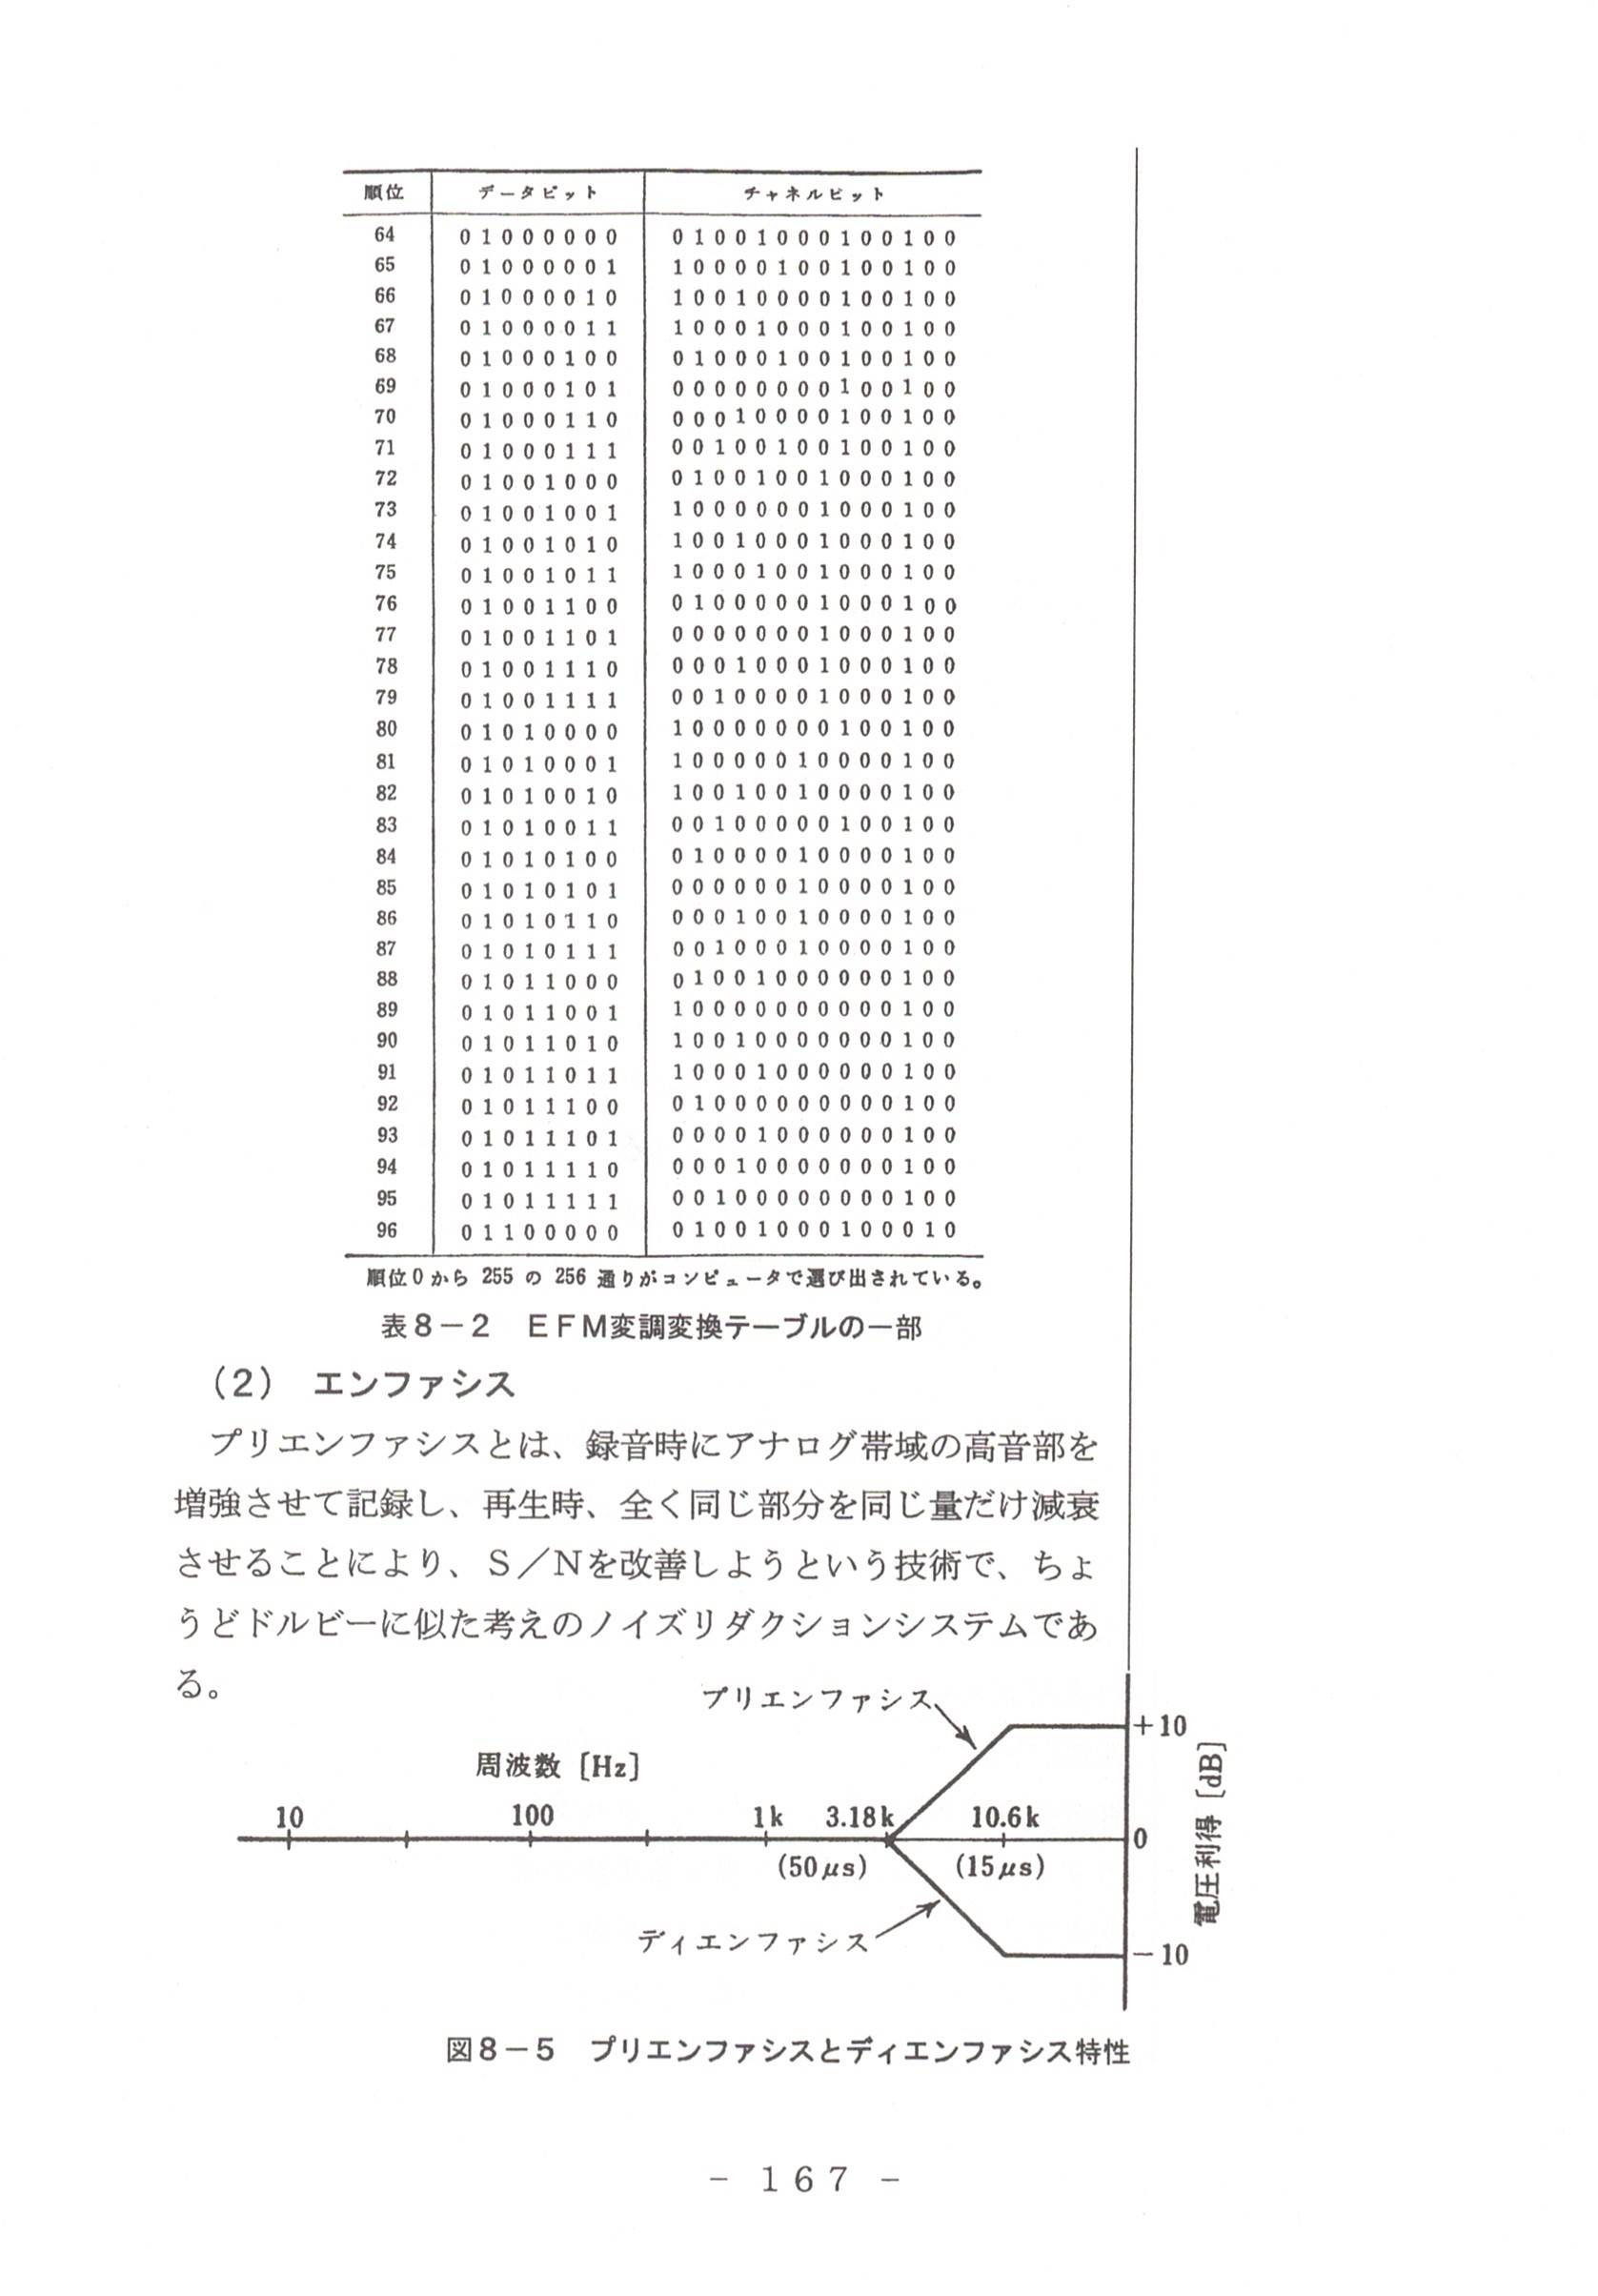 順位 データビット チャネルビット
64 01000000 01001000100100
65 01000001 10000100100100
66 01000010 10010000100100
67 01000011 10001000100100
68 01000100 01000100100100
69 01000101 00000000100100
70 01000110 00010000100100
71 01000111 00100100100100
72 01001000 01001001000100
73 01001001 10000001000100
74 01001010 10010001000100
75 01001011 10001001000100
76 01001100 01000001000100
77 01001101 00000001000100
78 01001110 00010001000100
79 01001111 00100001000100
80 01010000 10000000100100
81 01010001 10000010000100
82 01010010 10010010000100
83 01010011 00100000100100
84 01010100 01000010000100
85 01010101 00000010000100
86 01010110 00010010000100
87 01010111 00100010000100
88 01011000 01001000000100
89 01011001 10000000000100
90 01011010 10010000000100
91 01011011 10001000000100
92 01011100 01000000000100
93 01011101 00001000000100
94 01011110 00010000000100
95 01011111 00100000000100
96 01100000 01001000100010
順位0から 255 の 256 通りがコンピュータで選び出されている。
表8－2　EFM変調変換テーブルの一部
（2）　エンファシス
プリエンファシスとは、録音時にアナログ帯域の高音部を
増強させて記録し、再生時、全く同じ部分を同じ量だけ減衰
させることにより、S／Nを改善しようという技術で、ちょ
うどドルビーに似た考えのノイズリダクションシステムであ
る。
プリエンファシス
+10
周波数［Hz］
10 100 1k 3.18k 10.6k
0
(50μs) (15μs)
電圧利得［dB］
ディエンファシス
－10
図8－5　プリエンファシスとディエンファシス特性
－ 167 －